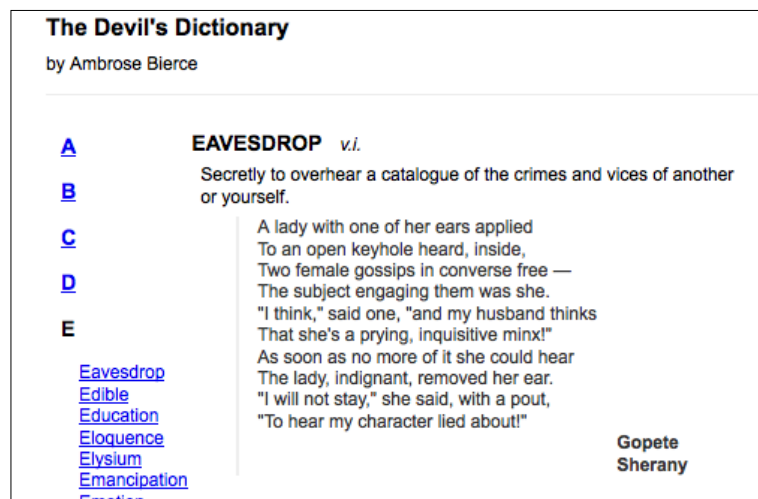 The Devil's Dictionary
by Ambrose Bierce
A
B
C
D
E
Eavesdrop
Edible
Education
Eloquence
Elysium
Emancipation
Emotion
EAVESDROP v.i.
Secretly to overhear a catalogue of the crimes and vices of another
or yourself.
A lady with one of her ears applied
To an open keyhole heard, inside,
Two female gossips in converse free —
The subject engaging them was she.
"I think," said one, "and my husband thinks
That she's a prying, inquisitive minx!"
As soon as no more of it she could hear
The lady, indignant, removed her ear.
"I will not stay," she said, with a pout,
"To hear my character lied about!"
Gopete
Sherany